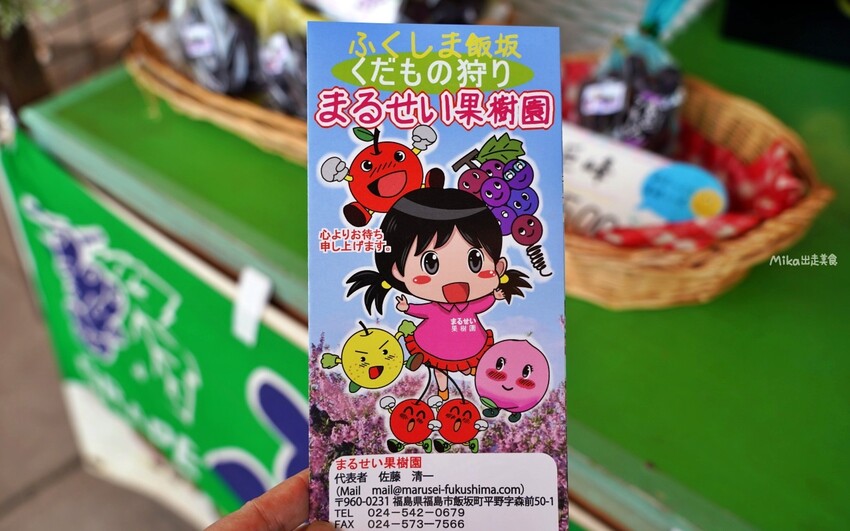 ふくしま飯坂
くだもの狩り
まるせい果樹園
心よりお待ち
申し上げます。
まるせい
果樹園
まるせい果樹園
代表者 佐藤 清一
(Mail mail@marusei-fukushima.com)
〒960-0231 福島県福島市飯坂町平野字森前50-1
TEL 024-542-0679
FAX 024-573-7566
Mika出走美食